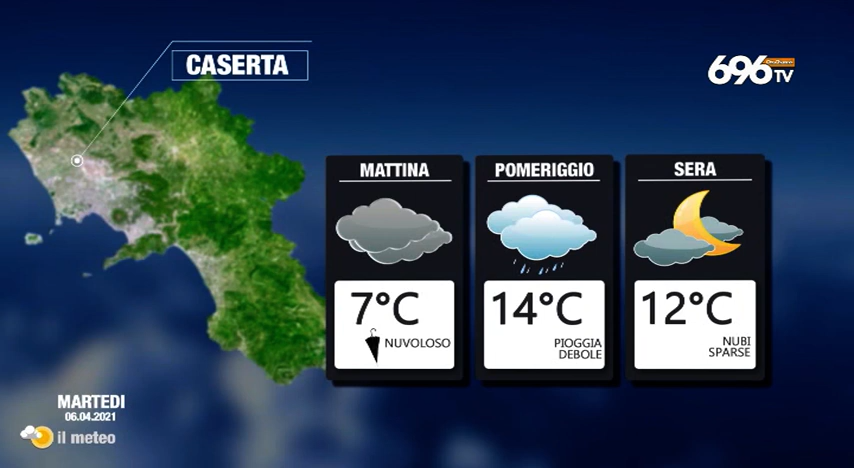 CASERTA
696 TV
MATTINA
7°C
NUVOLOSO
POMERIGGIO
14°C
PIOGGIA
DEBOLE
SERA
12°C
NUBI
SPARSE
MARTEDI
06.04.2021
il meteo